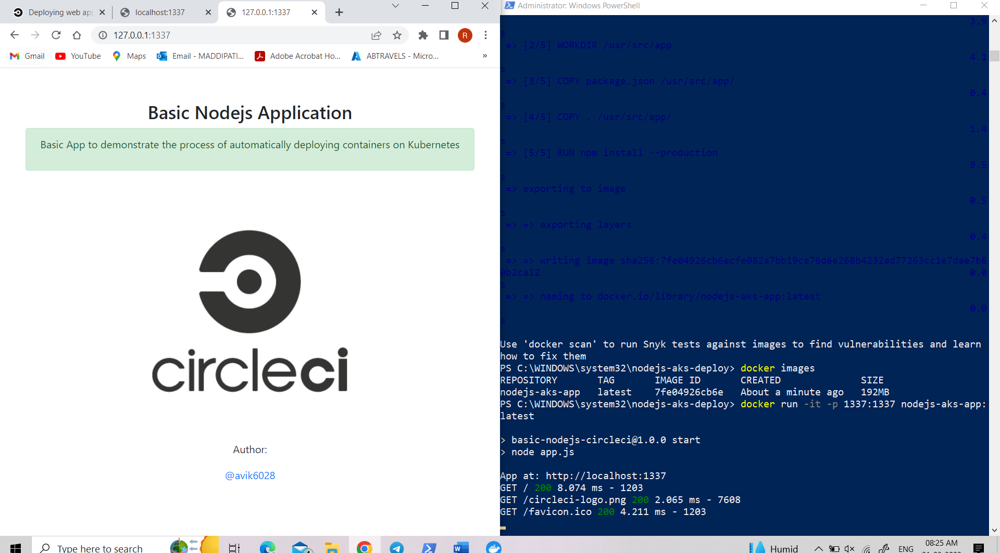 Deploying web ap
localhost:1337
127.0.0.1:1337
127.0.0.1:1337
R
Gmail
YouTube
Maps
Email - MADDIPATI...
Adobe Acrobat Ho...
ABTRAVELS - Micro...
»
Basic Nodejs Application
Basic App to demonstrate the process of automatically deploying containers on Kubernetes
circleci
Author:
@avik6028
Administrator: Windows PowerShell
3.9
s
=> [2/5] WORKDIR /usr/src/app
4.1
s
=> [3/5] COPY package.json /usr/src/app/
0.4
s
=> [4/5] COPY . /usr/src/app/
1.4
s
=> [5/5] RUN npm install --production
9.5
s
=> exporting to image
0.5
s
=> => exporting layers
0.4
s
=> => writing image sha256:7fe04926cb6ecfe082a7bb19ce76d6e268b4232ad77263cc1e7dae7b6
0b2ca12 0.0
s
=> => naming to docker.io/library/nodejs-aks-app:latest
0.0
s
Use 'docker scan' to run Snyk tests against images to find vulnerabilities and learn
how to fix them
PS C:\WINDOWS\system32\nodejs-aks-deploy> docker images
REPOSITORY TAG IMAGE ID CREATED SIZE
nodejs-aks-app latest 7fe04926cb6e About a minute ago 192MB
PS C:\WINDOWS\system32\nodejs-aks-deploy> docker run -it -p 1337:1337 nodejs-aks-app:
latest
> basic-nodejs-circleci@1.0.0 start
> node app.js
App at: http://localhost:1337
GET / 200 8.074 ms - 1203
GET /circleci-logo.png 200 2.065 ms - 7608
GET /favicon.ico 200 4.211 ms - 1203
Type here to search
Humid
ENG
08:25 AM